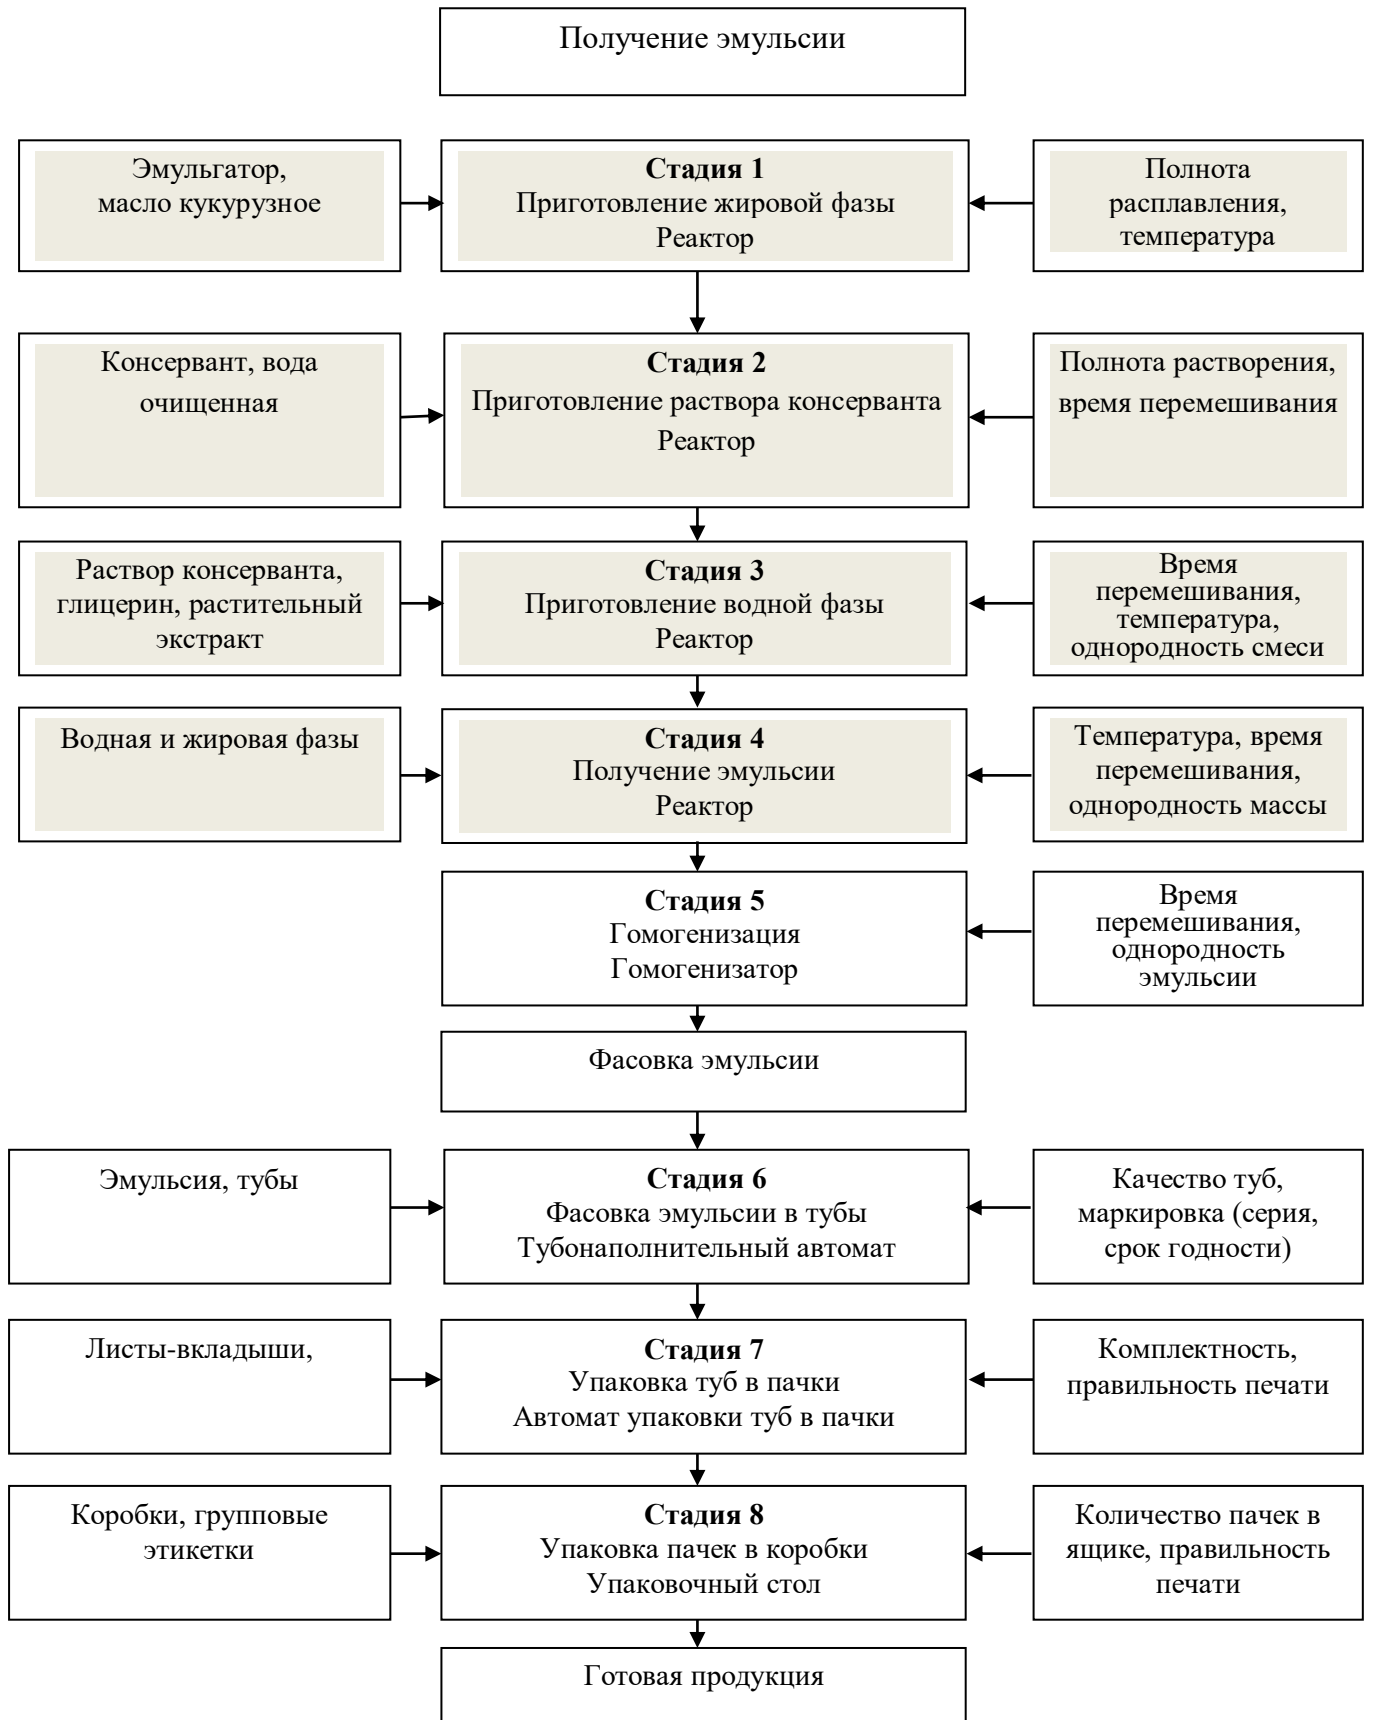 Получение эмульсии
Эмульгатор,
масло кукурузное
Стадия 1
Приготовление жировой фазы
Реактор
Полнота
расплавления,
температура
Консервант, вода
очищенная
Стадия 2
Приготовление раствора консерванта
Реактор
Полнота растворения,
время перемешивания
Раствор консерванта,
глицерин, растительный
экстракт
Стадия 3
Приготовление водной фазы
Реактор
Время
перемешивания,
температура,
однородность смеси
Водная и жировая фазы
Стадия 4
Получение эмульсии
Реактор
Температура, время
перемешивания,
однородность массы
Стадия 5
Гомогенизация
Гомогенизатор
Время
перемешивания,
однородность
эмульсии
Фасовка эмульсии
Эмульсия, тубы
Стадия 6
Фасовка эмульсии в тубы
Тубонаполнительный автомат
Качество туб,
маркировка (серия,
срок годности)
Листы-вкладыши,
Стадия 7
Упаковка туб в пачки
Автомат упаковки туб в пачки
Комплектность,
правильность печати
Коробки, групповые
этикетки
Стадия 8
Упаковка пачек в коробки
Упаковочный стол
Количество пачек в
ящике, правильность
печати
Готовая продукция